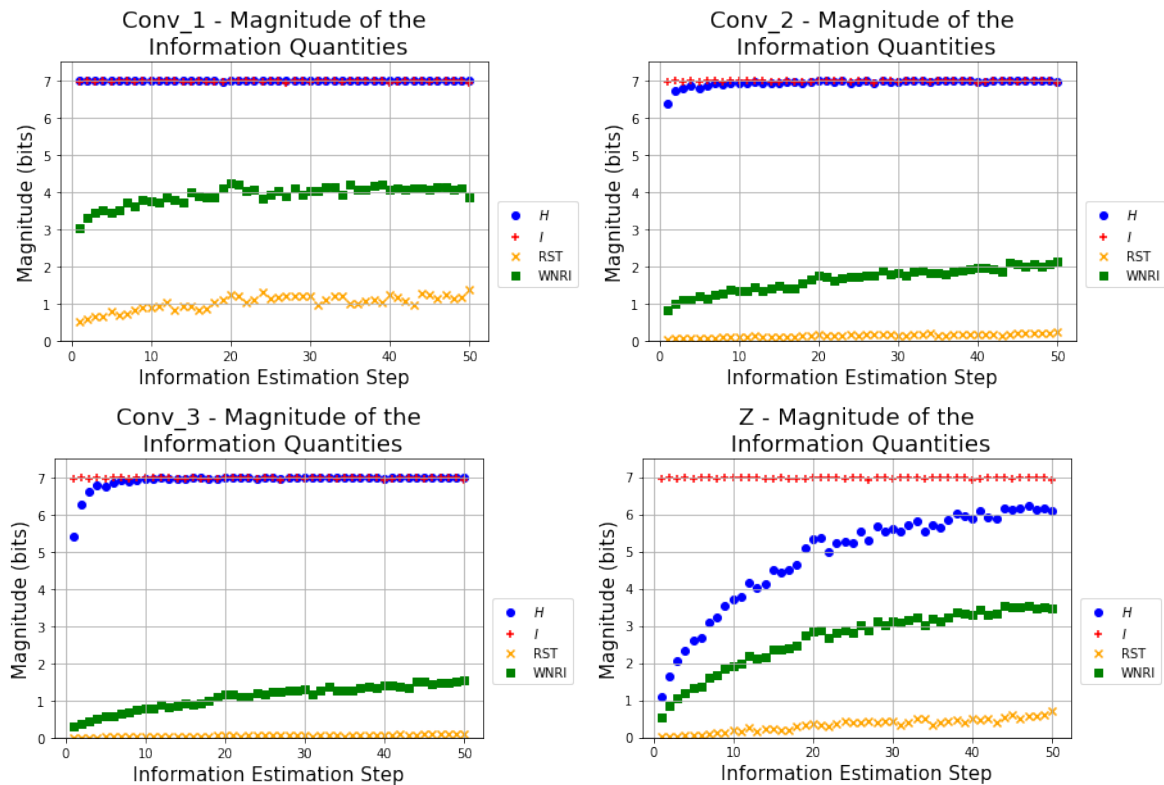 Conv_1 - Magnitude of the
Information Quantities
7
6
5
4
3
2
1
0
Magnitude (bits)
0 10 20 30 40 50
Information Estimation Step
H
I
RST
WNRI
Conv_2 - Magnitude of the
Information Quantities
7
6
5
4
3
2
1
0
Magnitude (bits)
0 10 20 30 40 50
Information Estimation Step
H
I
RST
WNRI
Conv_3 - Magnitude of the
Information Quantities
7
6
5
4
3
2
1
0
Magnitude (bits)
0 10 20 30 40 50
Information Estimation Step
H
I
RST
WNRI
Z - Magnitude of the
Information Quantities
7
6
5
4
3
2
1
0
Magnitude (bits)
0 10 20 30 40 50
Information Estimation Step
H
I
RST
WNRI